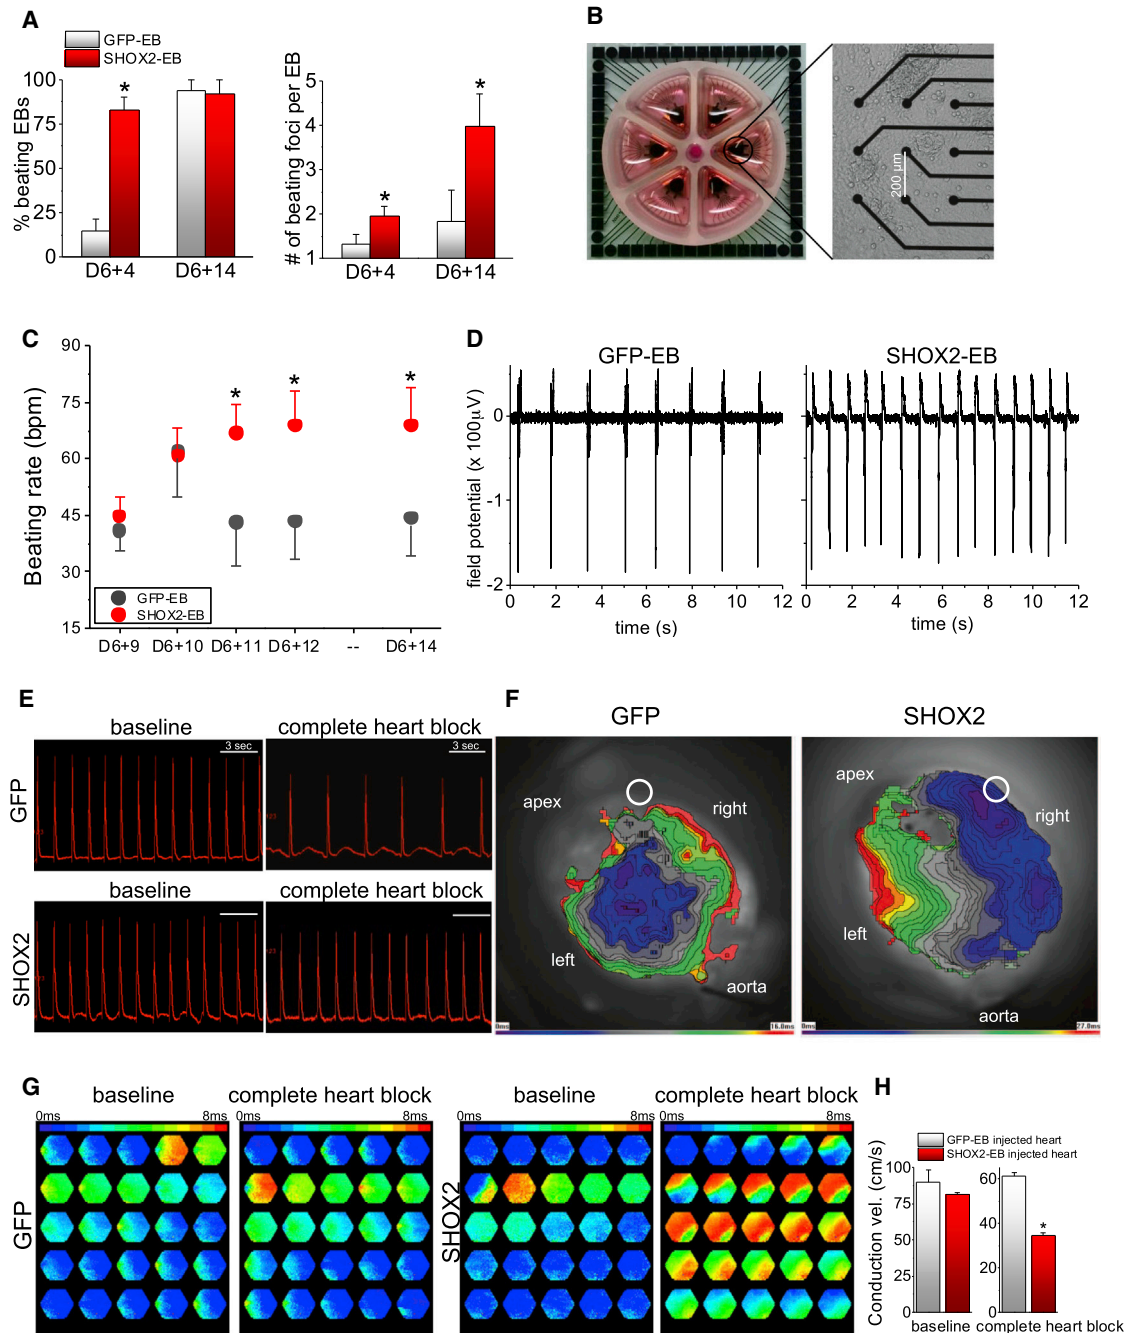 A
GFP-EB
SHOX2-EB
% beating EBs
100
75
50
25
0
*
D6+4
D6+14
# of beating foci per EB
5
4
3
2
1
*
*
D6+4
D6+14
B
200 µm
C
Beating rate (bpm)
90
75
60
45
30
15
*
*
*
GFP-EB
SHOX2-EB
D6+9
D6+10
D6+11
D6+12
--
D6+14
D
GFP-EB
SHOX2-EB
field potential (x 100µV)
0
-1
-2
0
2
4
6
8
10
12
0
2
4
6
8
10
12
time (s)
time (s)
E
baseline
complete heart block
GFP
3 sec
3 sec
baseline
complete heart block
SHOX2
F
GFP
SHOX2
apex
right
left
aorta
0ms
16.0ms
apex
right
left
aorta
0ms
27.0ms
G
baseline
complete heart block
baseline
complete heart block
0ms
8ms
0ms
8ms
0ms
8ms
0ms
8ms
GFP
SHOX2
H
GFP-EB injected heart
SHOX2-EB injected heart
Conduction vel. (cm/s)
100
75
50
25
0
60
40
20
0
*
baseline
complete heart block